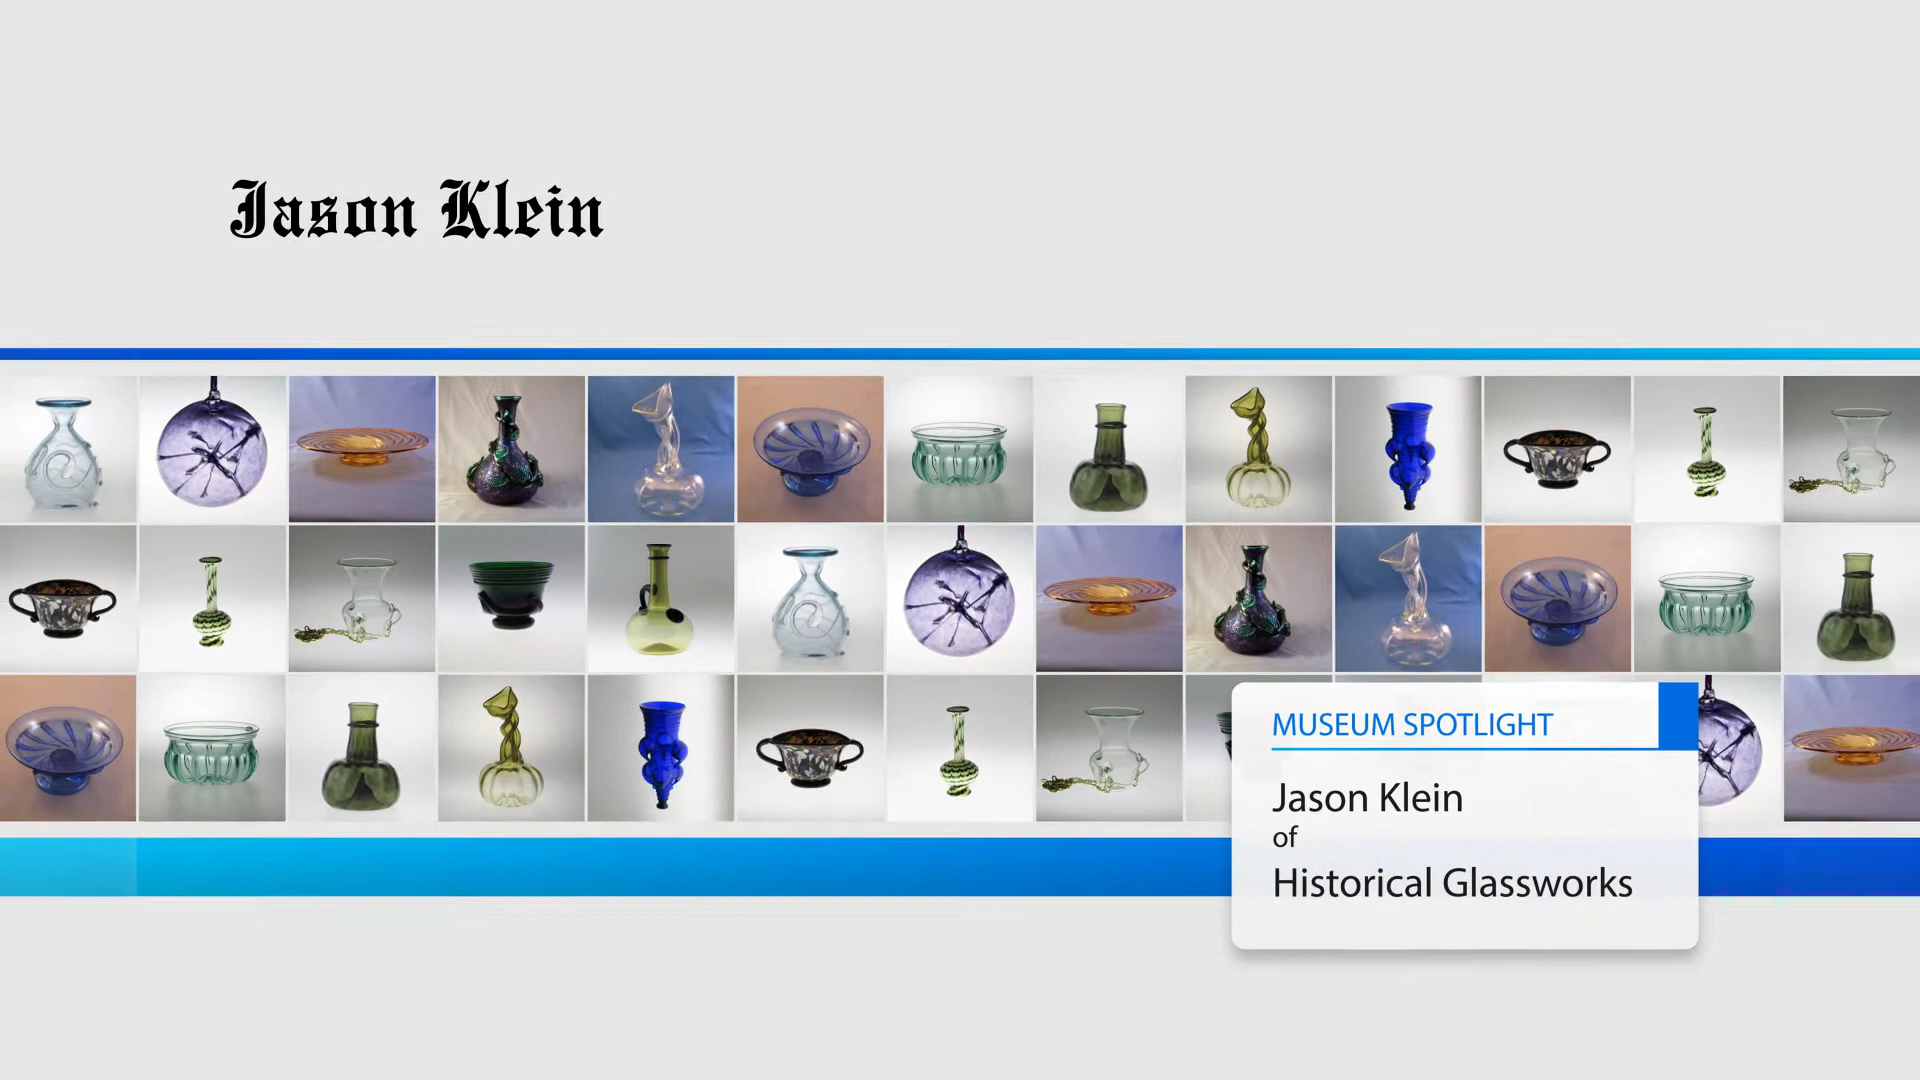 Jason Klein
MUSEUM SPOTLIGHT
Jason Klein
of
Historical Glassworks